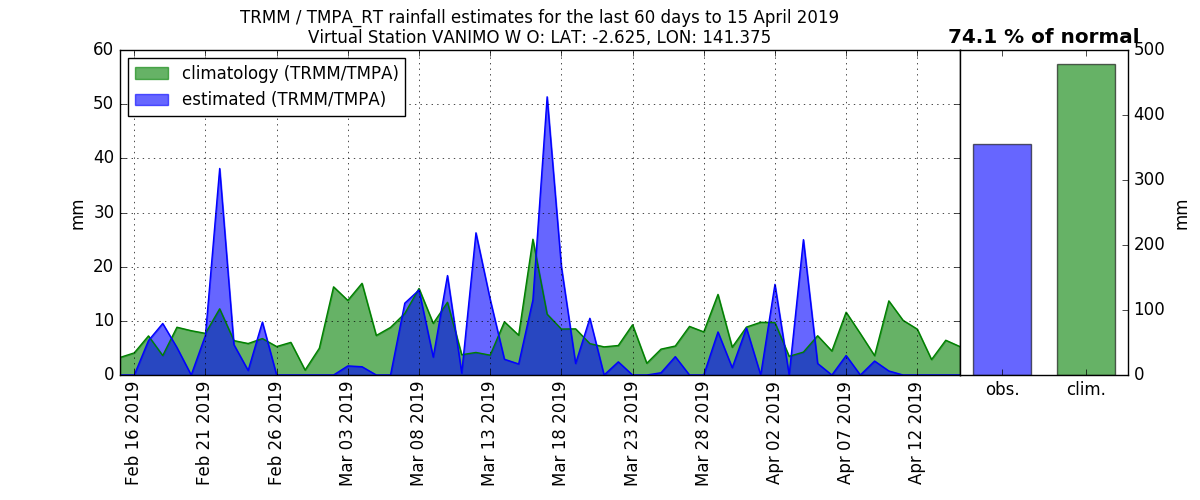 TRMM / TMPA_RT rainfall estimates for the last 60 days to 15 April 2019
Virtual Station VANIMO W O: LAT: -2.625, LON: 141.375
74.1 % of normal
climatology (TRMM/TMPA)
estimated (TRMM/TMPA)
60
50
40
30
20
10
0
mm
Feb 16 2019
Feb 21 2019
Feb 26 2019
Mar 03 2019
Mar 08 2019
Mar 13 2019
Mar 18 2019
Mar 23 2019
Mar 28 2019
Apr 02 2019
Apr 07 2019
Apr 12 2019
500
400
300
200
100
0
mm
obs.
clim.